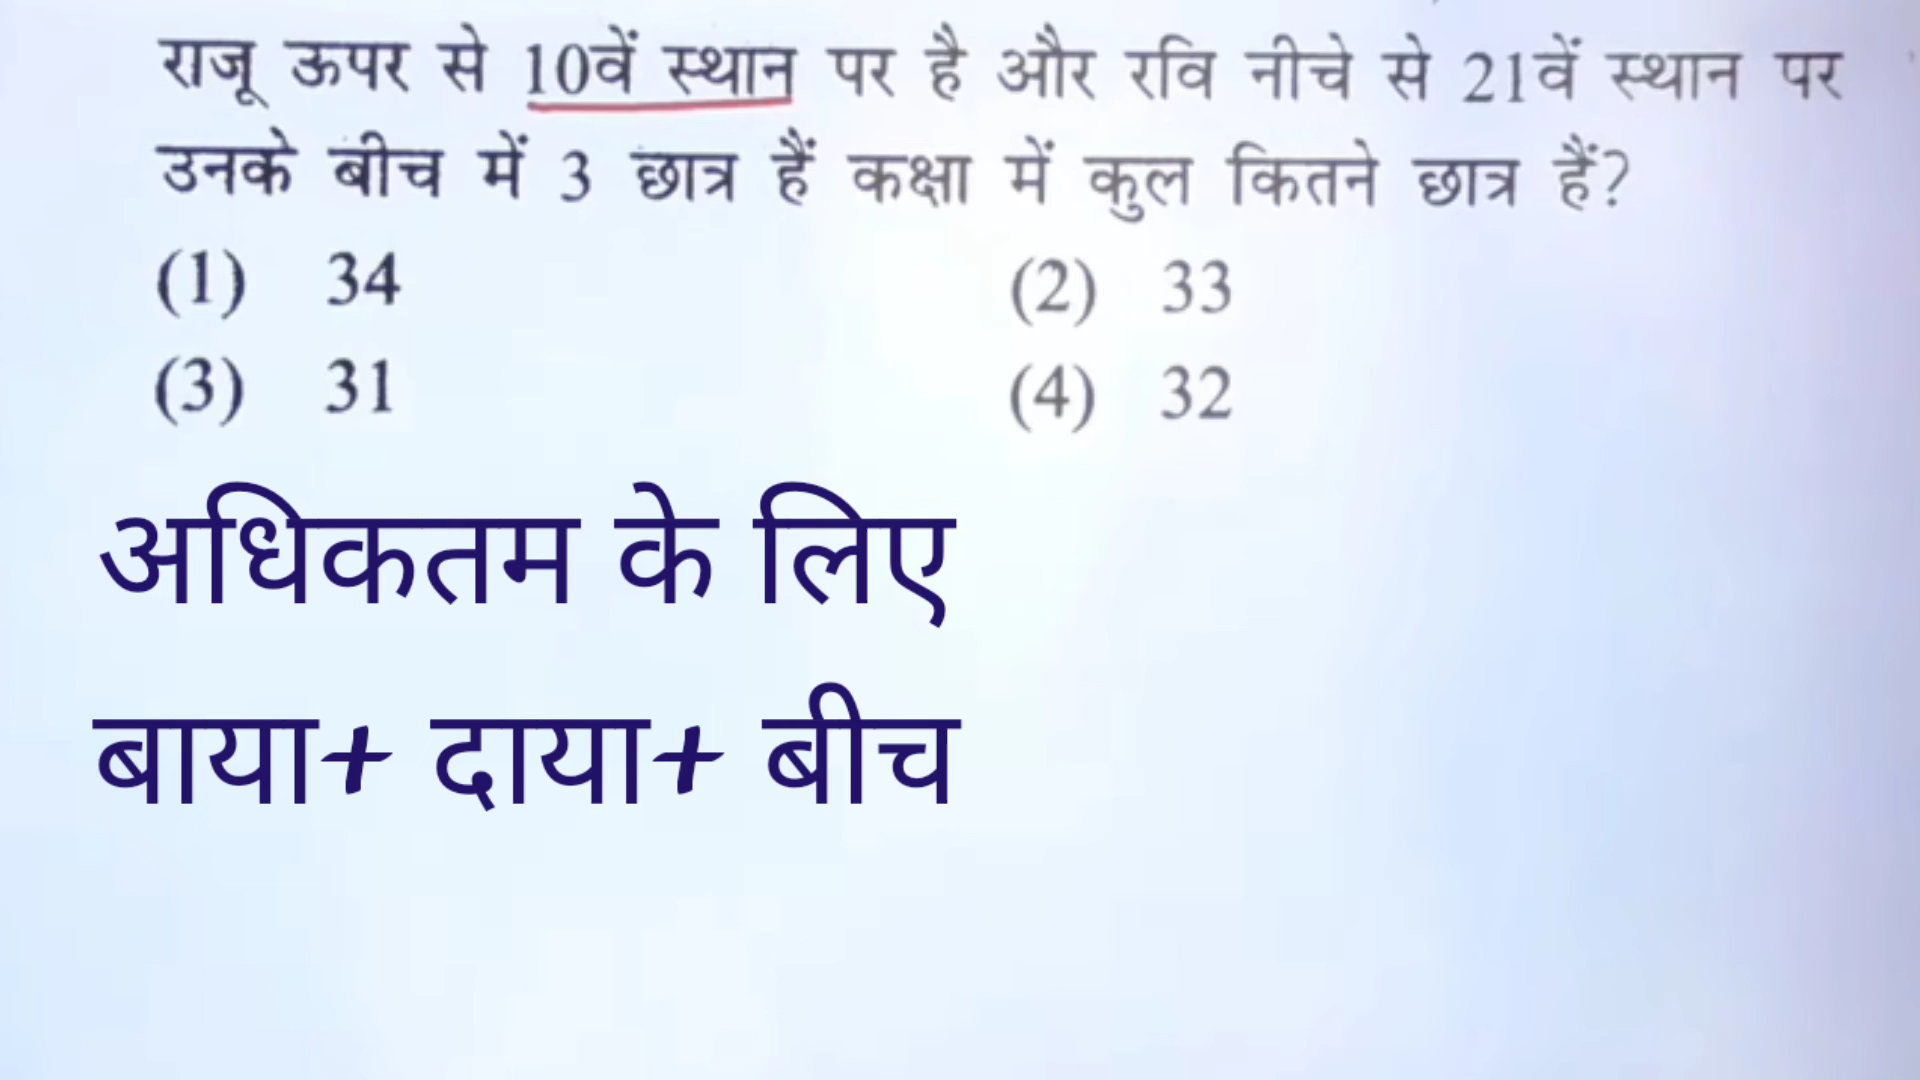 राजू ऊपर से 10वें स्थान पर है और रवि नीचे से 21वें स्थान पर
उनके बीच में 3 छात्र हैं कक्षा में कुल कितने छात्र हैं?
(1) 34 (2) 33
(3) 31 (4) 32
अधिकतम के लिए
बाया+ दाया+ बीच